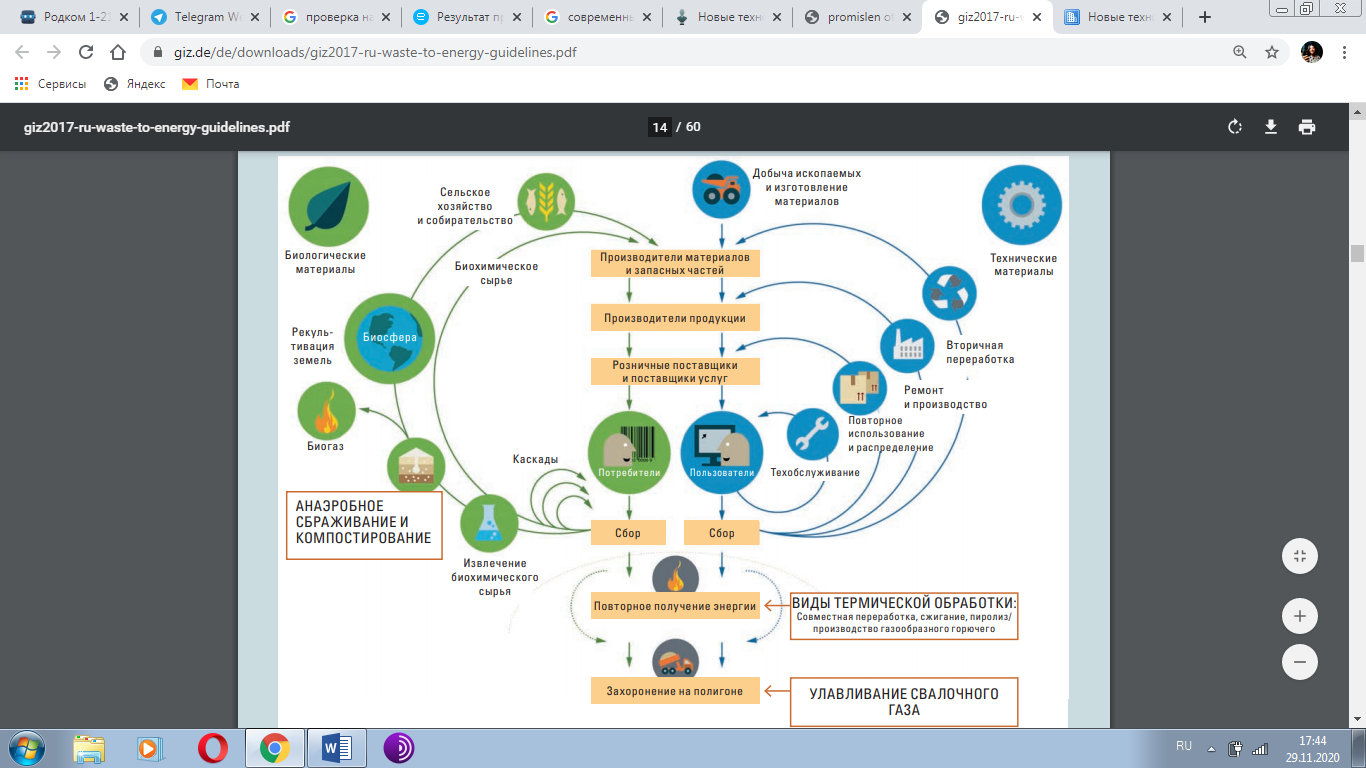 Родком 1-2
Telegram We
проверка на
Результат пр
современны
Новые техн
promislen ot
giz2017-ru-w
Новые техн
giz.de/de/downloads/giz2017-ru-waste-to-energy-guidelines.pdf
Сервисы
Яндекс
Почта
giz2017-ru-waste-to-energy-guidelines.pdf
14 / 60
Биологические
материалы
Сельское
хозяйство
и собирательство
Добыча ископаемых
и изготовление
материалов
Технические
материалы
Биохимическое
сырье
Производители материалов
и запасных частей
Биосфера
Рекуль-
тивация
земель
Производители продукции
Вторичная
переработка
Розничные поставщики
и поставщики услуг
Ремонт
и производство
Биогаз
Повторное
использование
и распределение
Каскады
Потребители
Пользователи
Техобслуживание
АНАЭРОБНОЕ
СБРАЖИВАНИЕ И
КОМПОСТИРОВАНИЕ
Сбор
Сбор
Извлечение
биохимического
сырья
Повторное получение энергии
ВИДЫ ТЕРМИЧЕСКОЙ ОБРАБОТКИ:
Совместная переработка, сжигание, пиролиз/
производство газообразного горючего
Захоронение на полигоне
УЛАВЛИВАНИЕ СВАЛОЧНОГО
ГАЗА
RU
17:44
29.11.2020